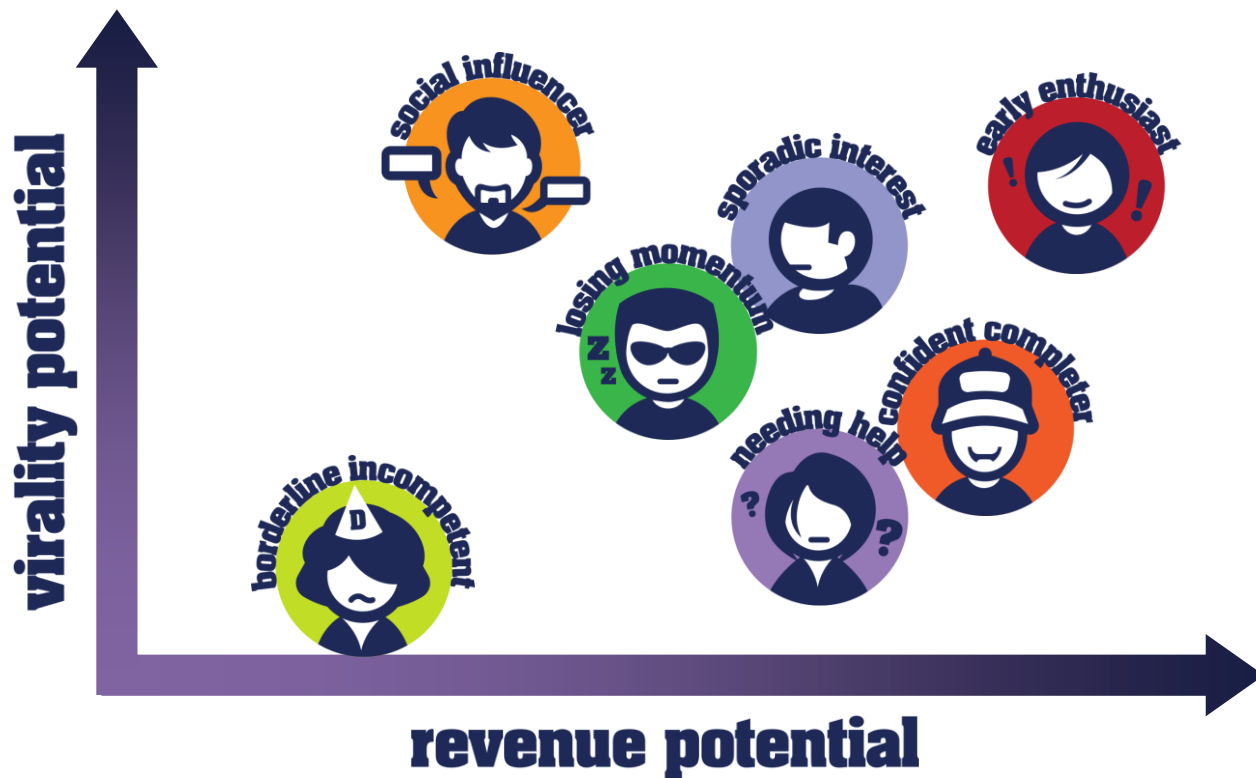 virality potential
social influencer
early enthusiast
sporadic interest
losing momentum
z
z
confident completer
needing help
?
?
borderline incompetent
D
!
!
revenue potential